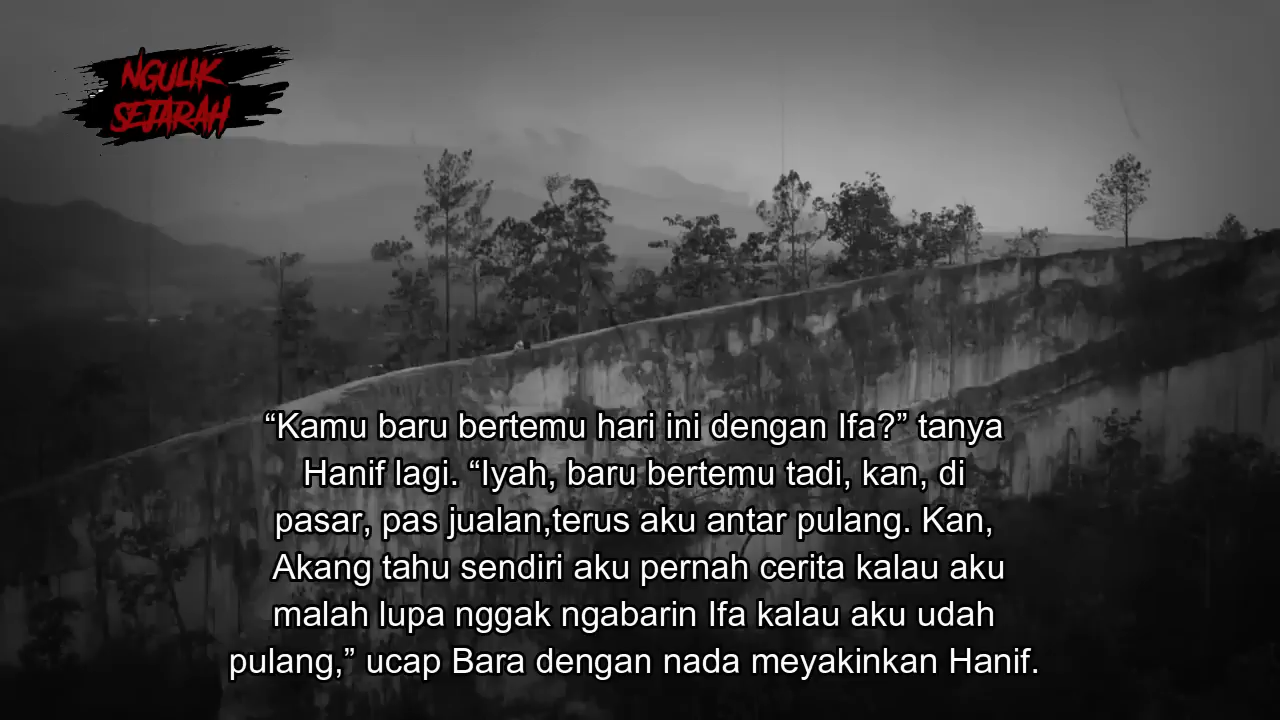 NGULIK
SEJARAH
“Kamu baru bertemu hari ini dengan Ifa?” tanya
Hanif lagi. “Iyah, baru bertemu tadi, kan, di
pasar, pas jualan,terus aku antar pulang. Kan,
Akang tahu sendiri aku pernah cerita kalau aku
malah lupa nggak ngabarin Ifa kalau aku udah
pulang,” ucap Bara dengan nada meyakinkan Hanif.